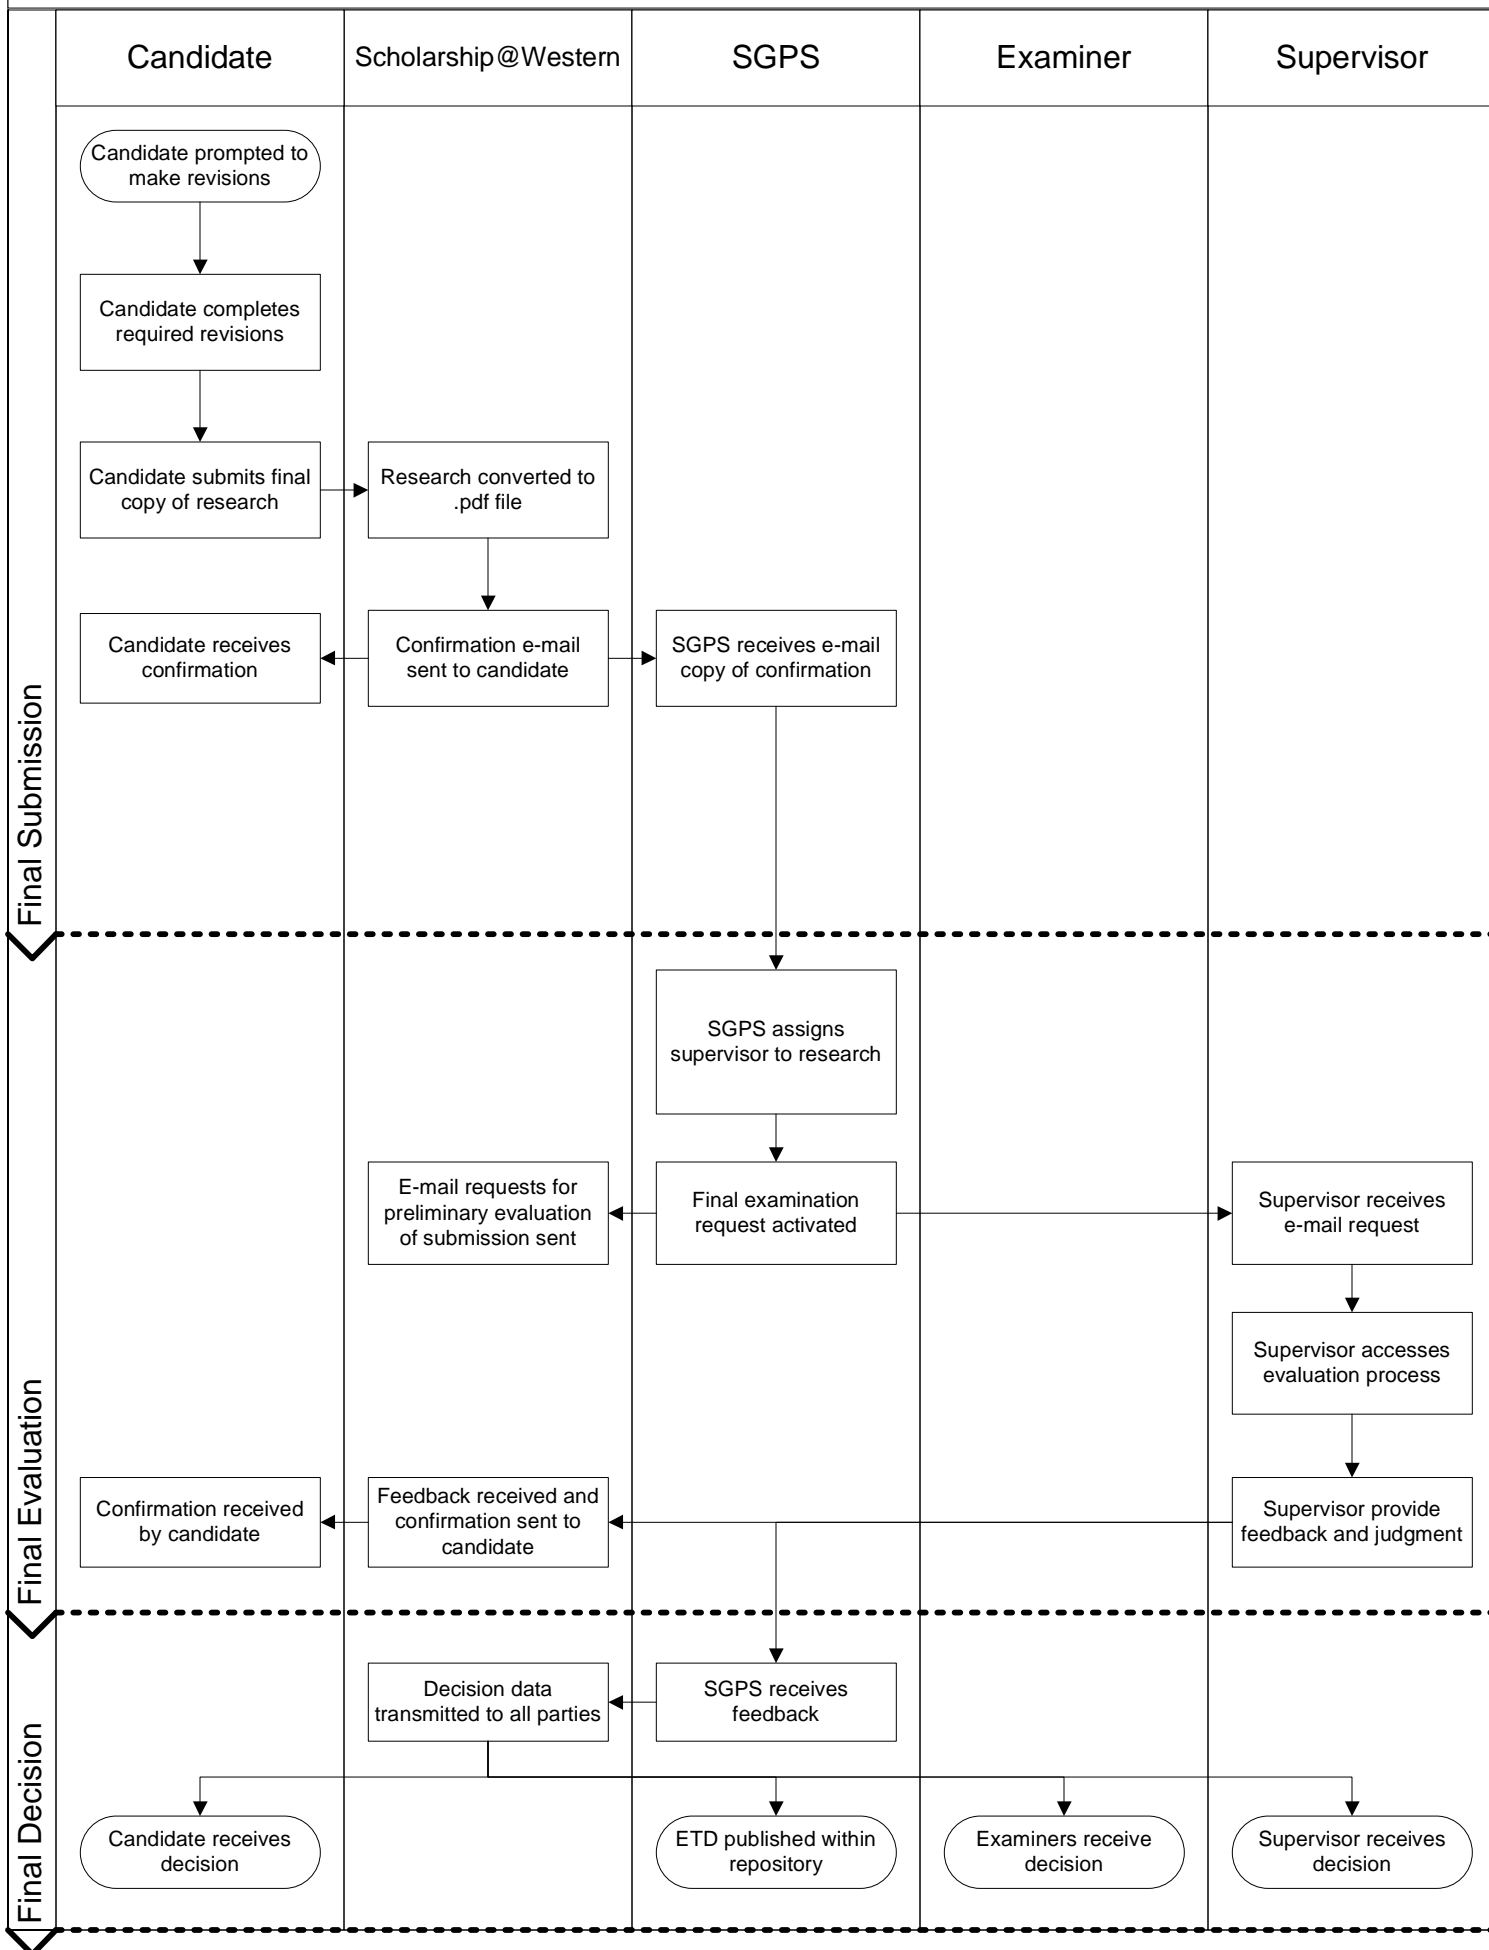 Candidate
Scholarship@Western
SGPS
Examiner
Supervisor
Final Submission
Candidate prompted to
make revisions
Candidate completes
required revisions
Candidate submits final
copy of research
Research converted to
.pdf file
Candidate receives
confirmation
Confirmation e-mail
sent to candidate
SGPS receives e-mail
copy of confirmation
Final Evaluation
SGPS assigns
supervisor to research
E-mail requests for
preliminary evaluation
of submission sent
Final examination
request activated
Supervisor receives
e-mail request
Supervisor accesses
evaluation process
Confirmation received
by candidate
Feedback received and
confirmation sent to
candidate
Supervisor provide
feedback and judgment
Final Decision
Decision data
transmitted to all parties
SGPS receives
feedback
Candidate receives
decision
ETD published within
repository
Examiners receive
decision
Supervisor receives
decision